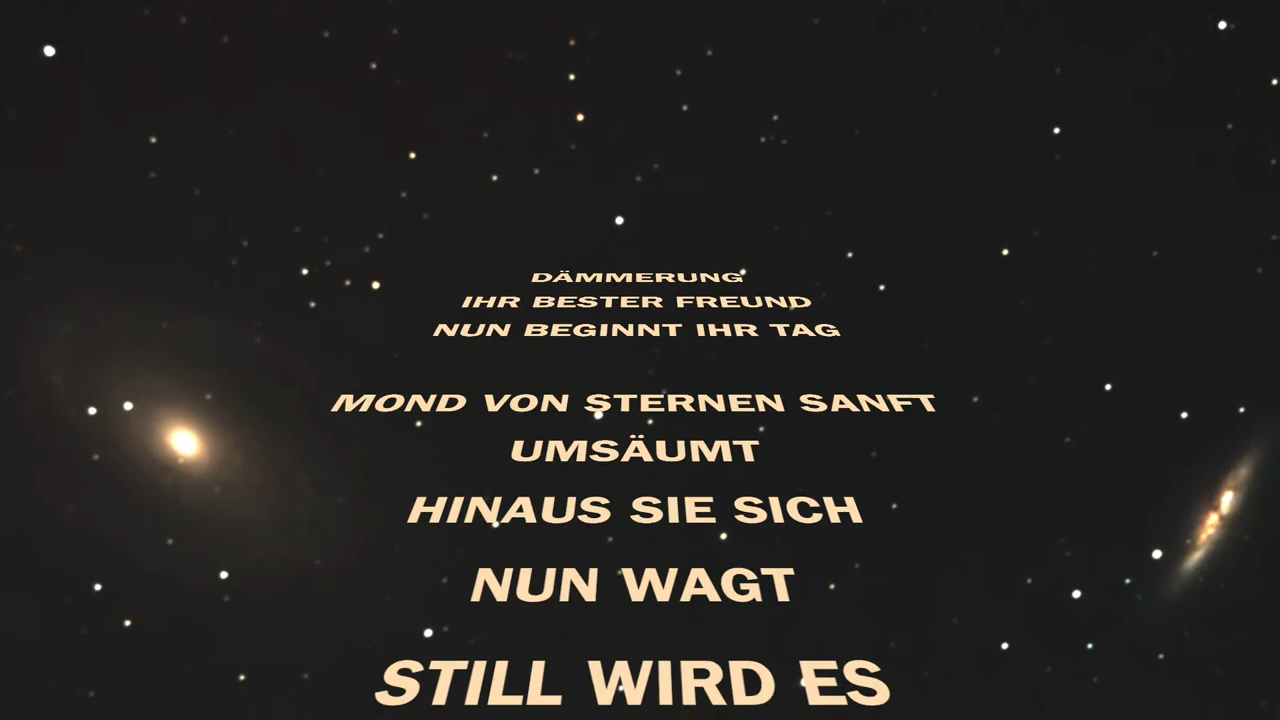 DÄMMERUNG
IHR BESTER FREUND
NUN BEGINNT IHR TAG
MOND VON STERNEN SANFT
UMSÄUMT
HINAUS SIE SICH
NUN WAGT
STILL WIRD ES